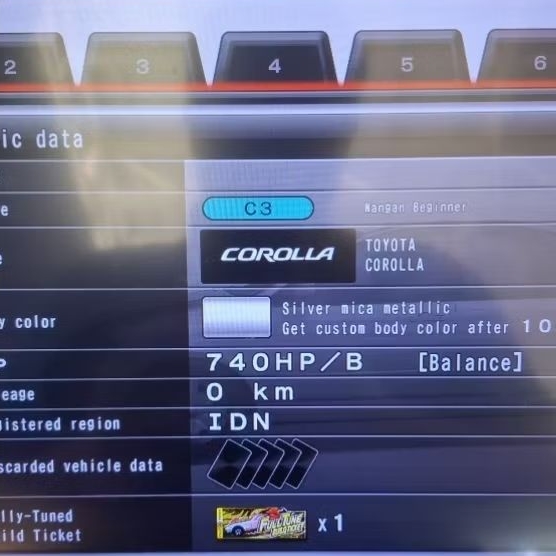 2 3 4 5 6
ic data
e C3 Wangan Beginner
e COROLLA TOYOTA
COROLLA
y color Silver mica metallic
Get custom body color after 10
P 740HP/B [Balance]
eage 0 km
istered region IDN
scarded vehicle data
lly-Tuned
ild Ticket FULL TUNE x1